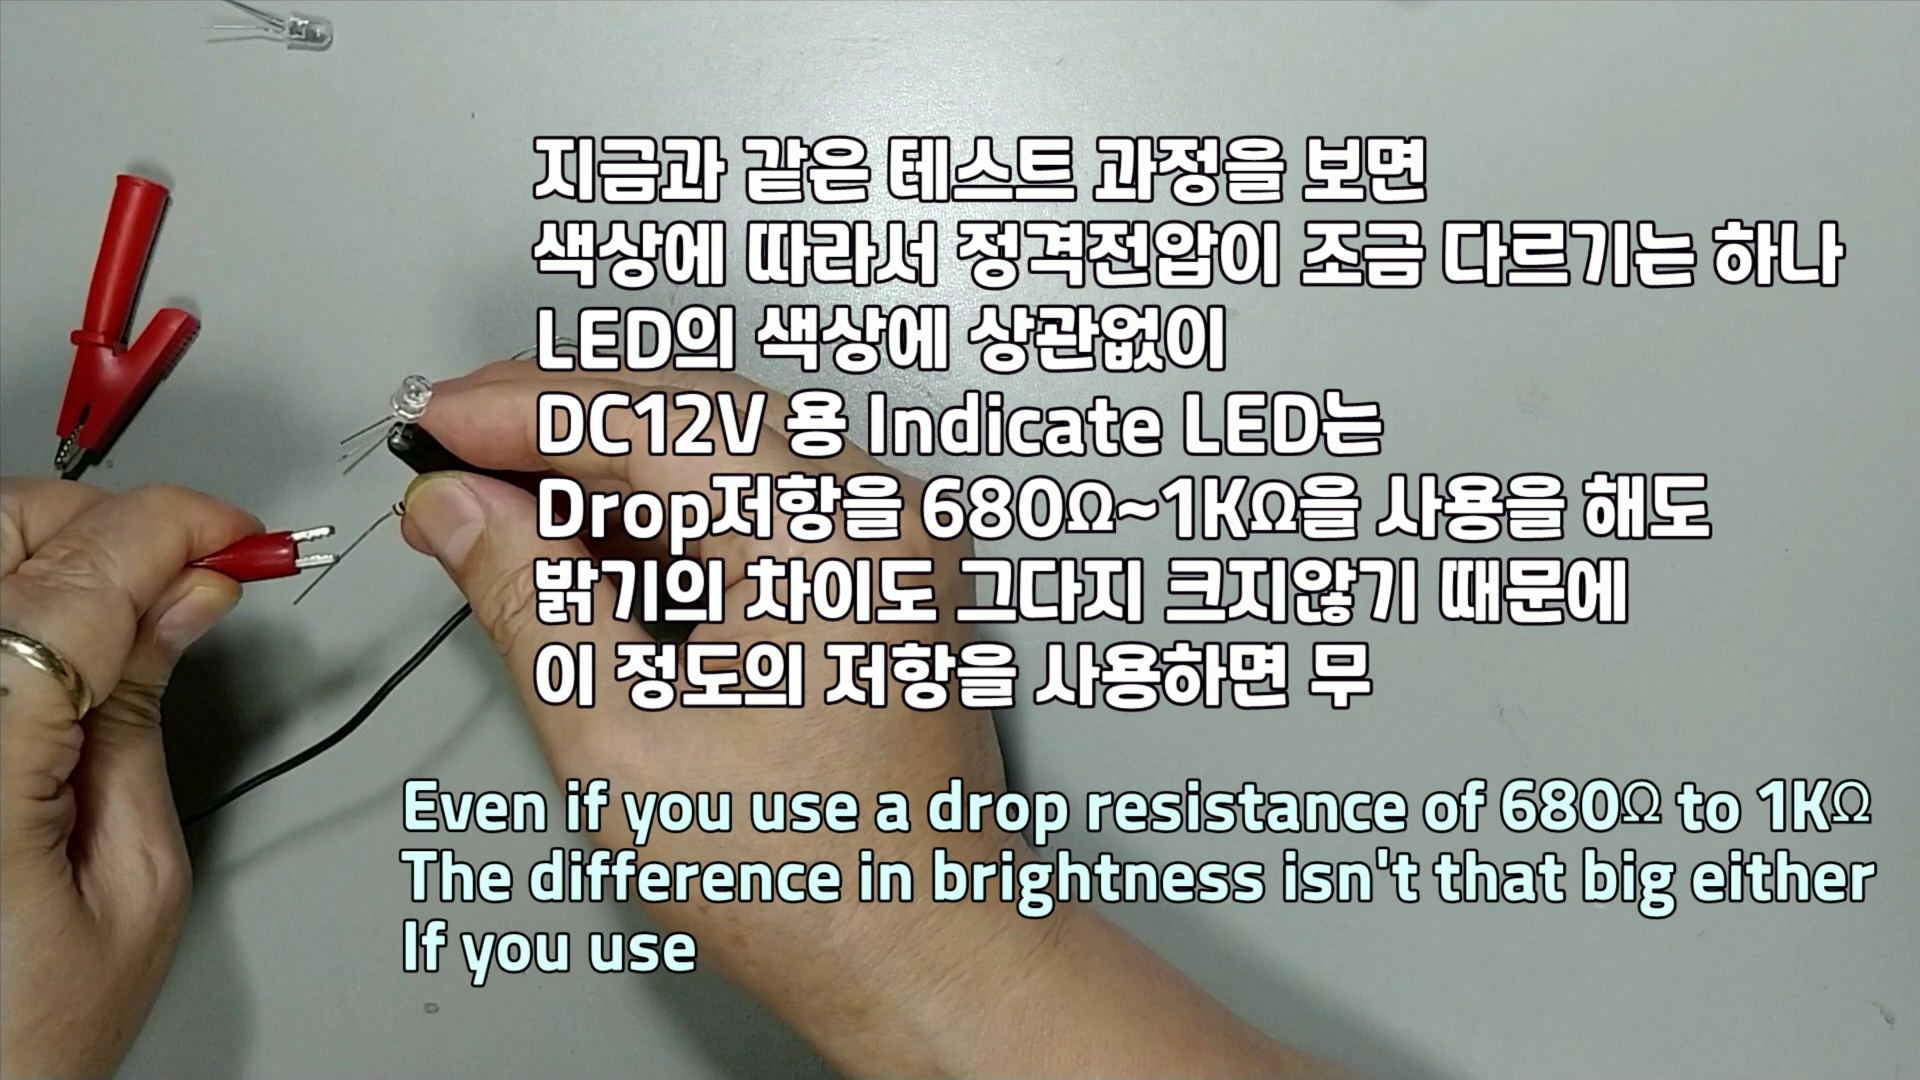 지금과 같은 테스트 과정을 보면
색상에 따라서 정격전압이 조금 다르기는 하나
LED의 색상에 상관없이
DC12V 용 Indicate LED는
Drop저항을 680Ω~1KΩ을 사용을 해도
밝기의 차이도 그다지 크지않기 때문에
이 정도의 저항을 사용하면 무
Even if you use a drop resistance of 680Ω to 1KΩ
The difference in brightness isn't that big either
If you use